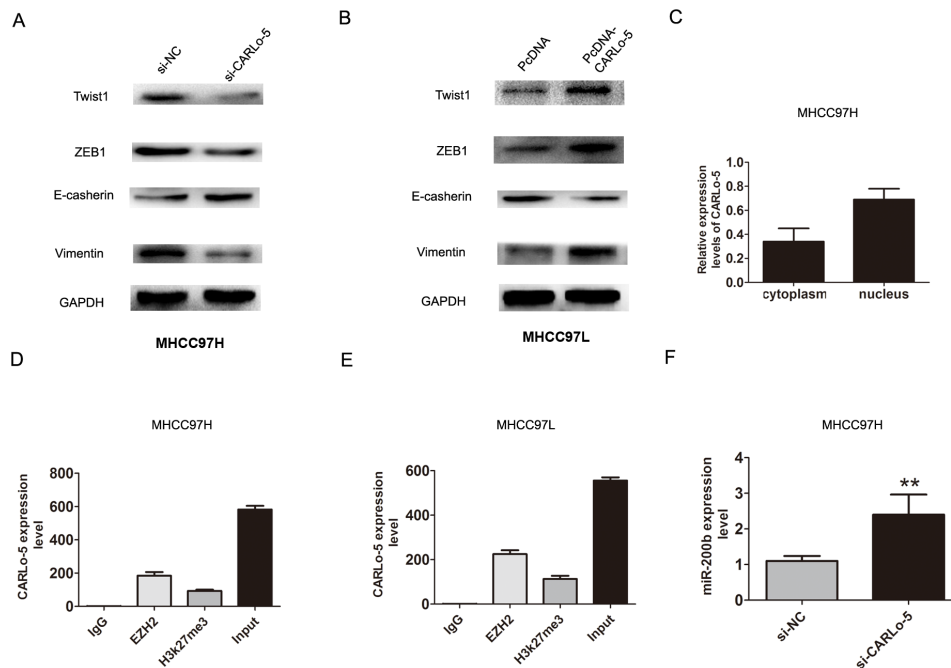 A
si-NC
si-CARLo-5
Twist1
ZEB1
E-casherin
Vimentin
GAPDH
MHCC97H
B
PcDNA
PcDNA-
CARLo-5
Twist1
ZEB1
E-casherin
Vimentin
GAPDH
MHCC97L
C
MHCC97H
Relative expression
levels of CARLo-5
1.0
0.8
0.6
0.4
0.2
0.0
cytoplasm
nucleus
D
MHCC97H
CARLo-5 expression
level
800
600
400
200
0
IgG
EZH2
H3k27me3
Input
E
MHCC97L
CARLo-5 expression
level
600
400
200
0
IgG
EZH2
H3k27me3
Input
F
MHCC97H
miR-200b expression
level
4
3
2
1
0
**
si-NC
si-CARLo-5